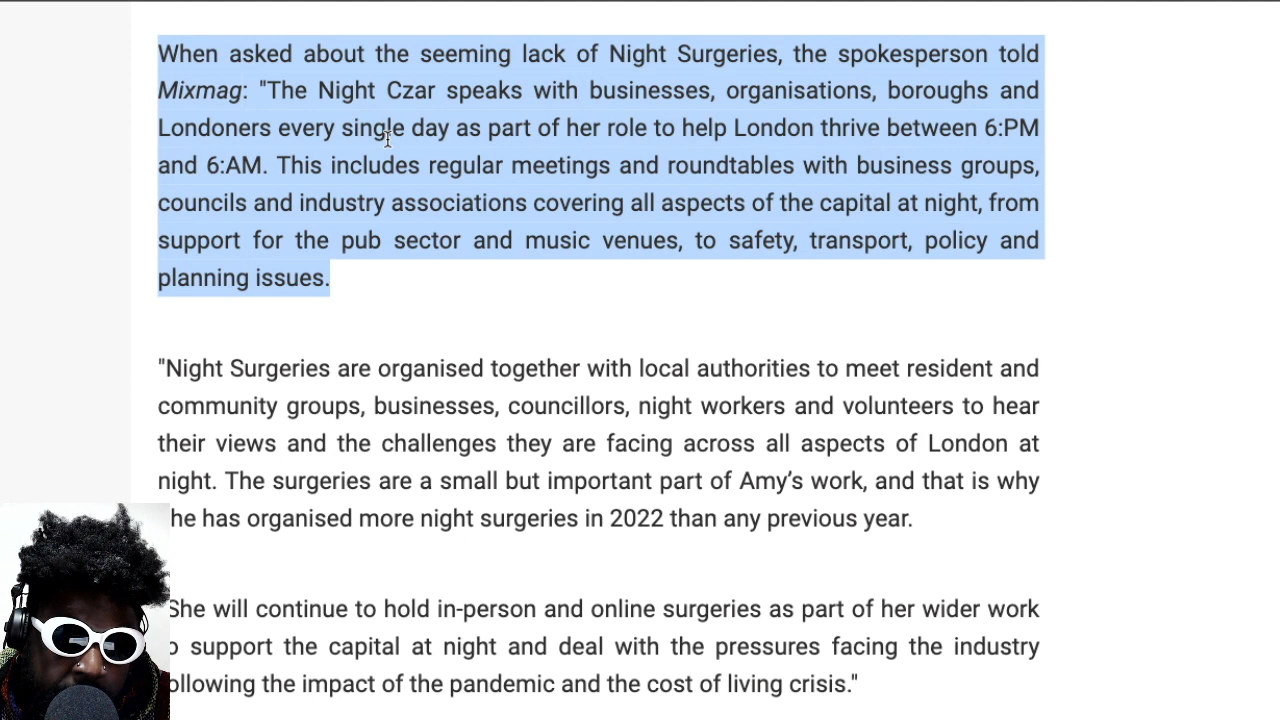 When asked about the seeming lack of Night Surgeries, the spokesperson told
Mixmag: "The Night Czar speaks with businesses, organisations, boroughs and
Londoners every single day as part of her role to help London thrive between 6:PM
and 6:AM. This includes regular meetings and roundtables with business groups,
councils and industry associations covering all aspects of the capital at night, from
support for the pub sector and music venues, to safety, transport, policy and
planning issues.
"Night Surgeries are organised together with local authorities to meet resident and
community groups, businesses, councillors, night workers and volunteers to hear
their views and the challenges they are facing across all aspects of London at
night. The surgeries are a small but important part of Amy’s work, and that is why
he has organised more night surgeries in 2022 than any previous year.
She will continue to hold in-person and online surgeries as part of her wider work
o support the capital at night and deal with the pressures facing the industry
ollowing the impact of the pandemic and the cost of living crisis."